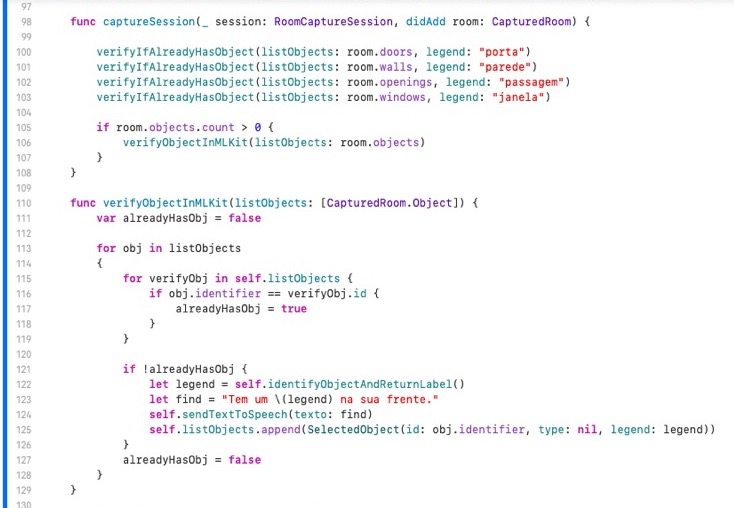 97
98 func captureSession(_ session: RoomCaptureSession, didAdd room: CapturedRoom) {
99
100 verifyIfAlreadyHasObject(listObjects: room.doors, legend: "porta")
101 verifyIfAlreadyHasObject(listObjects: room.walls, legend: "parede")
102 verifyIfAlreadyHasObject(listObjects: room.openings, legend: "passagem")
103 verifyIfAlreadyHasObject(listObjects: room.windows, legend: "janela")
104
105 if room.objects.count > 0 {
106 verifyObjectInMLKit(listObjects: room.objects)
107 }
108 }
109
110 func verifyObjectInMLKit(listObjects: [CapturedRoom.Object]) {
111 var alreadyHasObj = false
112
113 for obj in listObjects
114 {
115 for verifyObj in self.listObjects {
116 if obj.identifier == verifyObj.id {
117 alreadyHasObj = true
118 }
119 }
120
121 if !alreadyHasObj {
122 let legend = self.identifyObjectAndReturnLabel()
123 let find = "Tem um \(legend) na sua frente."
124 self.sendTextToSpeech(texto: find)
125 self.listObjects.append(SelectedObject(id: obj.identifier, type: nil, legend: legend))
126 }
127 alreadyHasObj = false
128 }
129 }
130